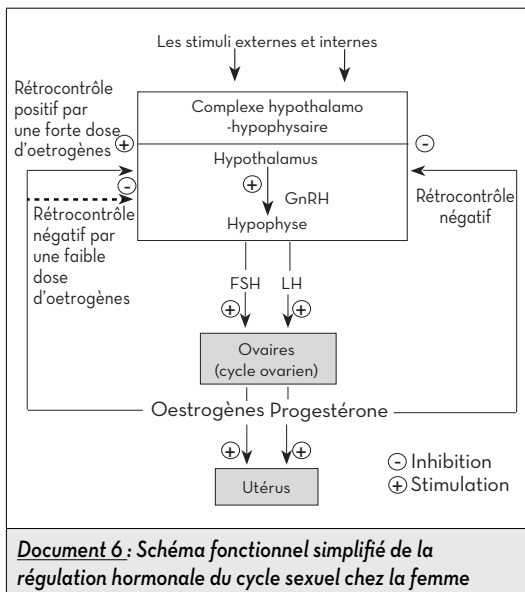 Les stimuli externes et internes
Rétrocontrôle
positif par
une forte dose
d'oetrogènes
Complexe hypothalamo
-hypophysaire
+
-
Hypothalamus
-
+
GnRH
Hypophyse
Rétrocontrôle
négatif par
une faible
dose
d'oetrogènes
Rétrocontrôle
négatif
FSH
LH
+
+
Ovaires
(cycle ovarien)
Oestrogènes Progestérone
+
+
Utérus
- Inhibition
+ Stimulation
Document 6 : Schéma fonctionnel simplifié de la
régulation hormonale du cycle sexuel chez la femme